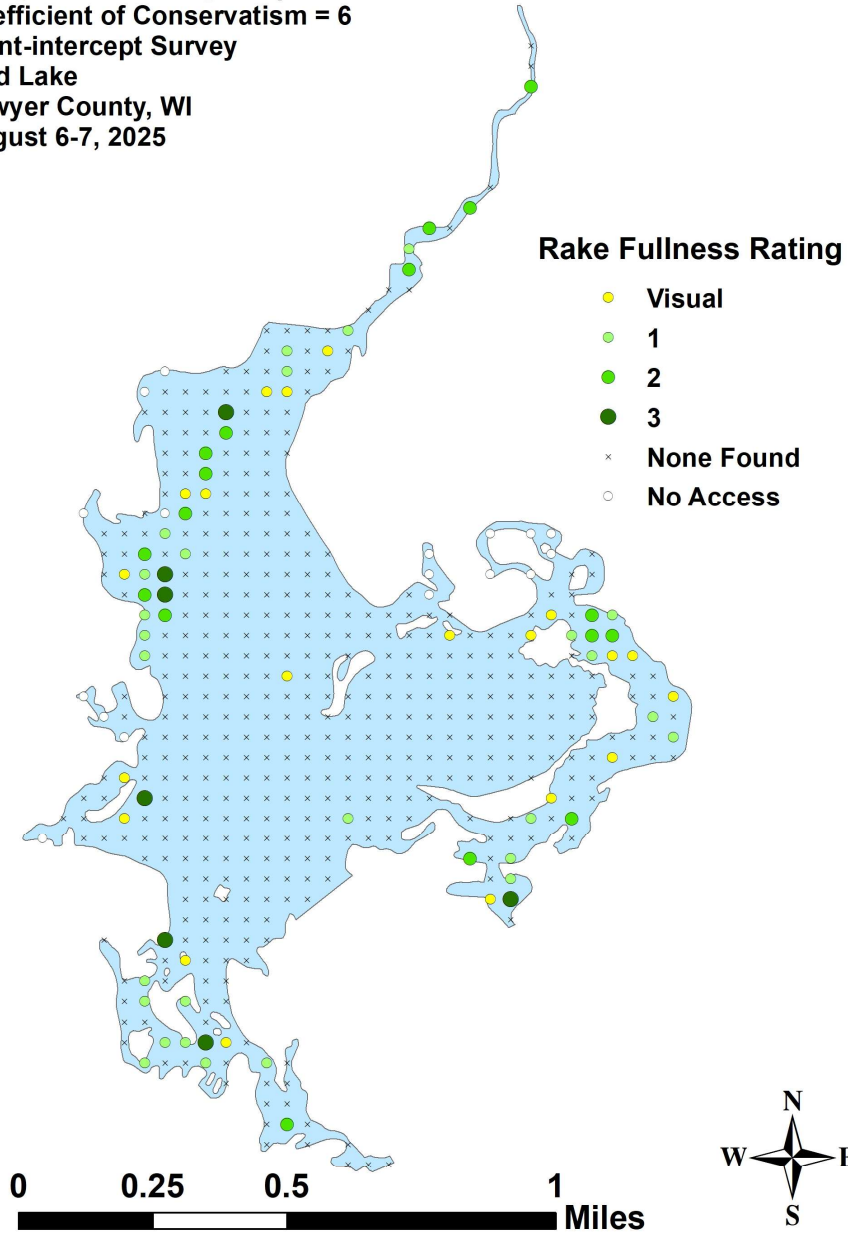 efficient of Conservatism = 6
nt-intercept Survey
d Lake
wyer County, WI
gust 6-7, 2025
Rake Fullness Rating
Visual
1
2
3
None Found
No Access
N
W
S
0 0.25 0.5 1
Miles